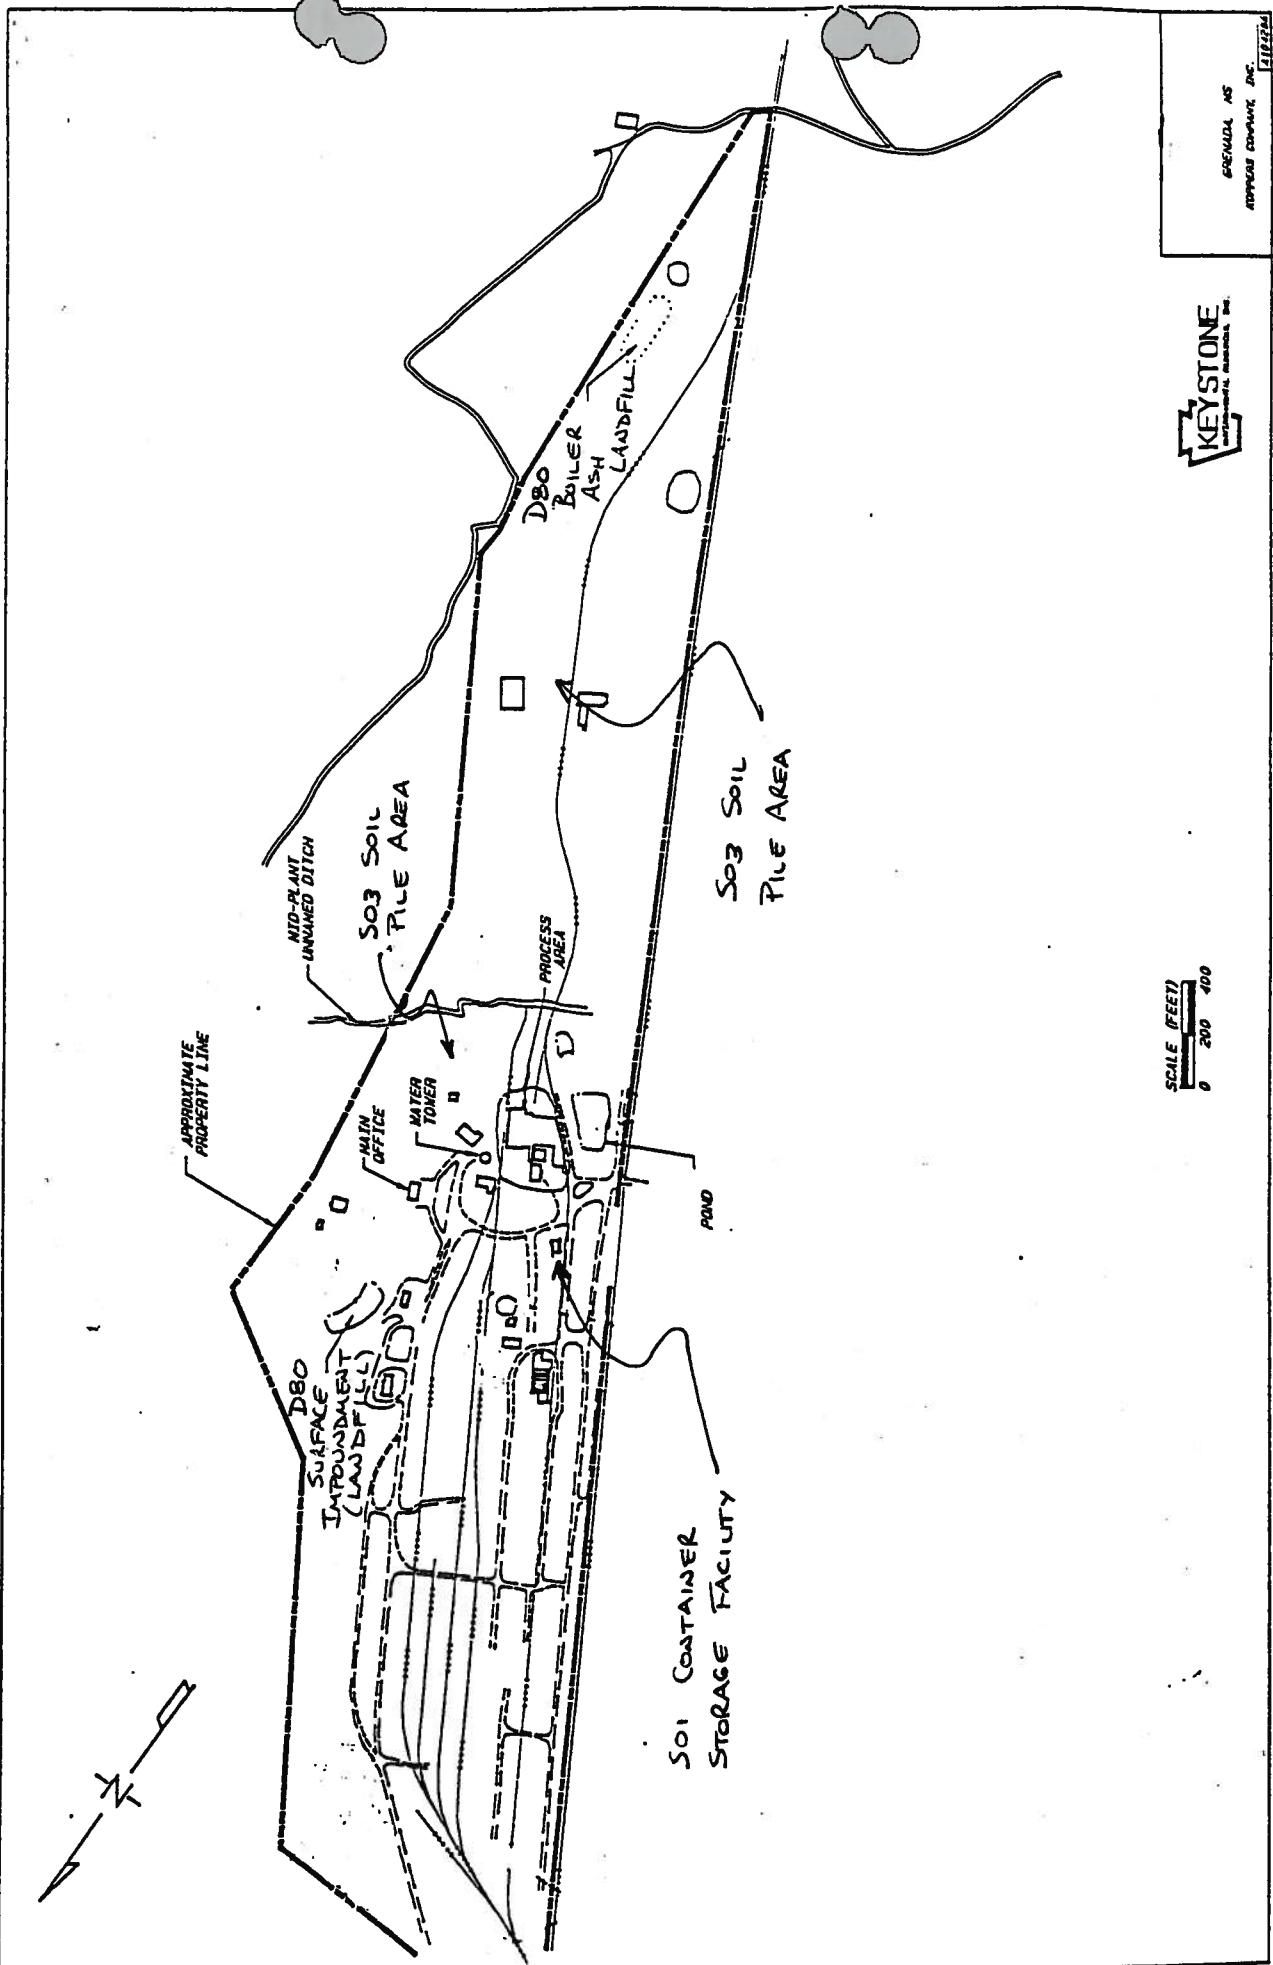 APPROXIMATE
PROPERTY LINE
MID-PLANT
UNNAMED DITCH
S03 SOIL
PILE AREA
MAIN
OFFICE
WATER
TOWER
PROCESS
AREA
D80
BOILER
ASH
LANDFILL
D80
SURFACE
IMPOUNDMENT
(LANDFILL)
POND
S03 SOIL
PILE AREA
S01 CONTAINER
STORAGE FACILITY
N
SCALE (FEET)
0 200 400
KEYSTONE
GRENADA, MS
KOPPERS COMPANY, INC.